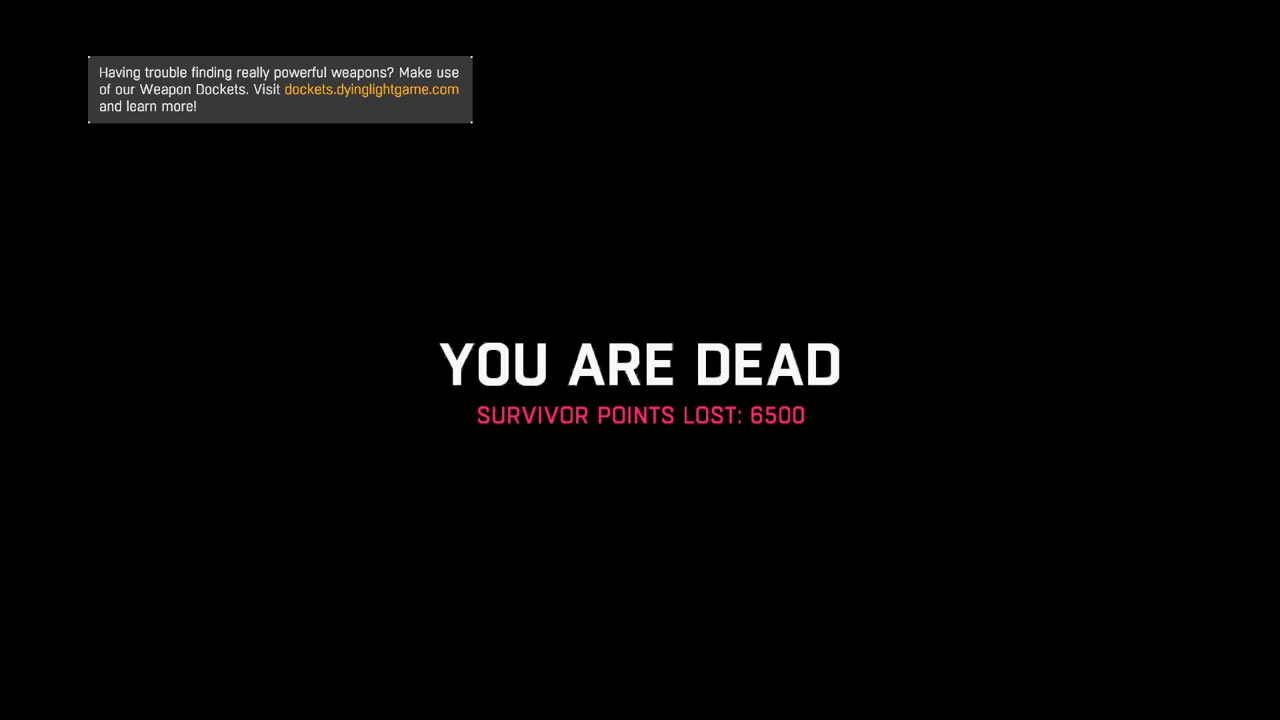 Having trouble finding really powerful weapons? Make use
of our Weapon Dockets. Visit dockets.dyinglightgame.com
and learn more!
YOU ARE DEAD
SURVIVOR POINTS LOST: 6500